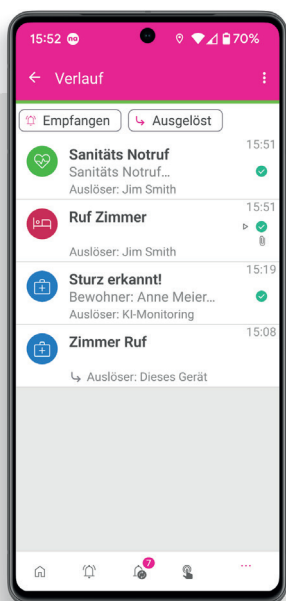 15:52 na 70%
Verlauf
Empfangen Ausgelöst
15:51
Sanitäts Notruf
Sanitäts Notruf...
Auslöser: Jim Smith
15:51
Ruf Zimmer
Auslöser: Jim Smith
15:19
Sturz erkannt!
Bewohner: Anne Meier...
Auslöser: KI-Monitoring
15:08
Zimmer Ruf
Auslöser: Dieses Gerät
7